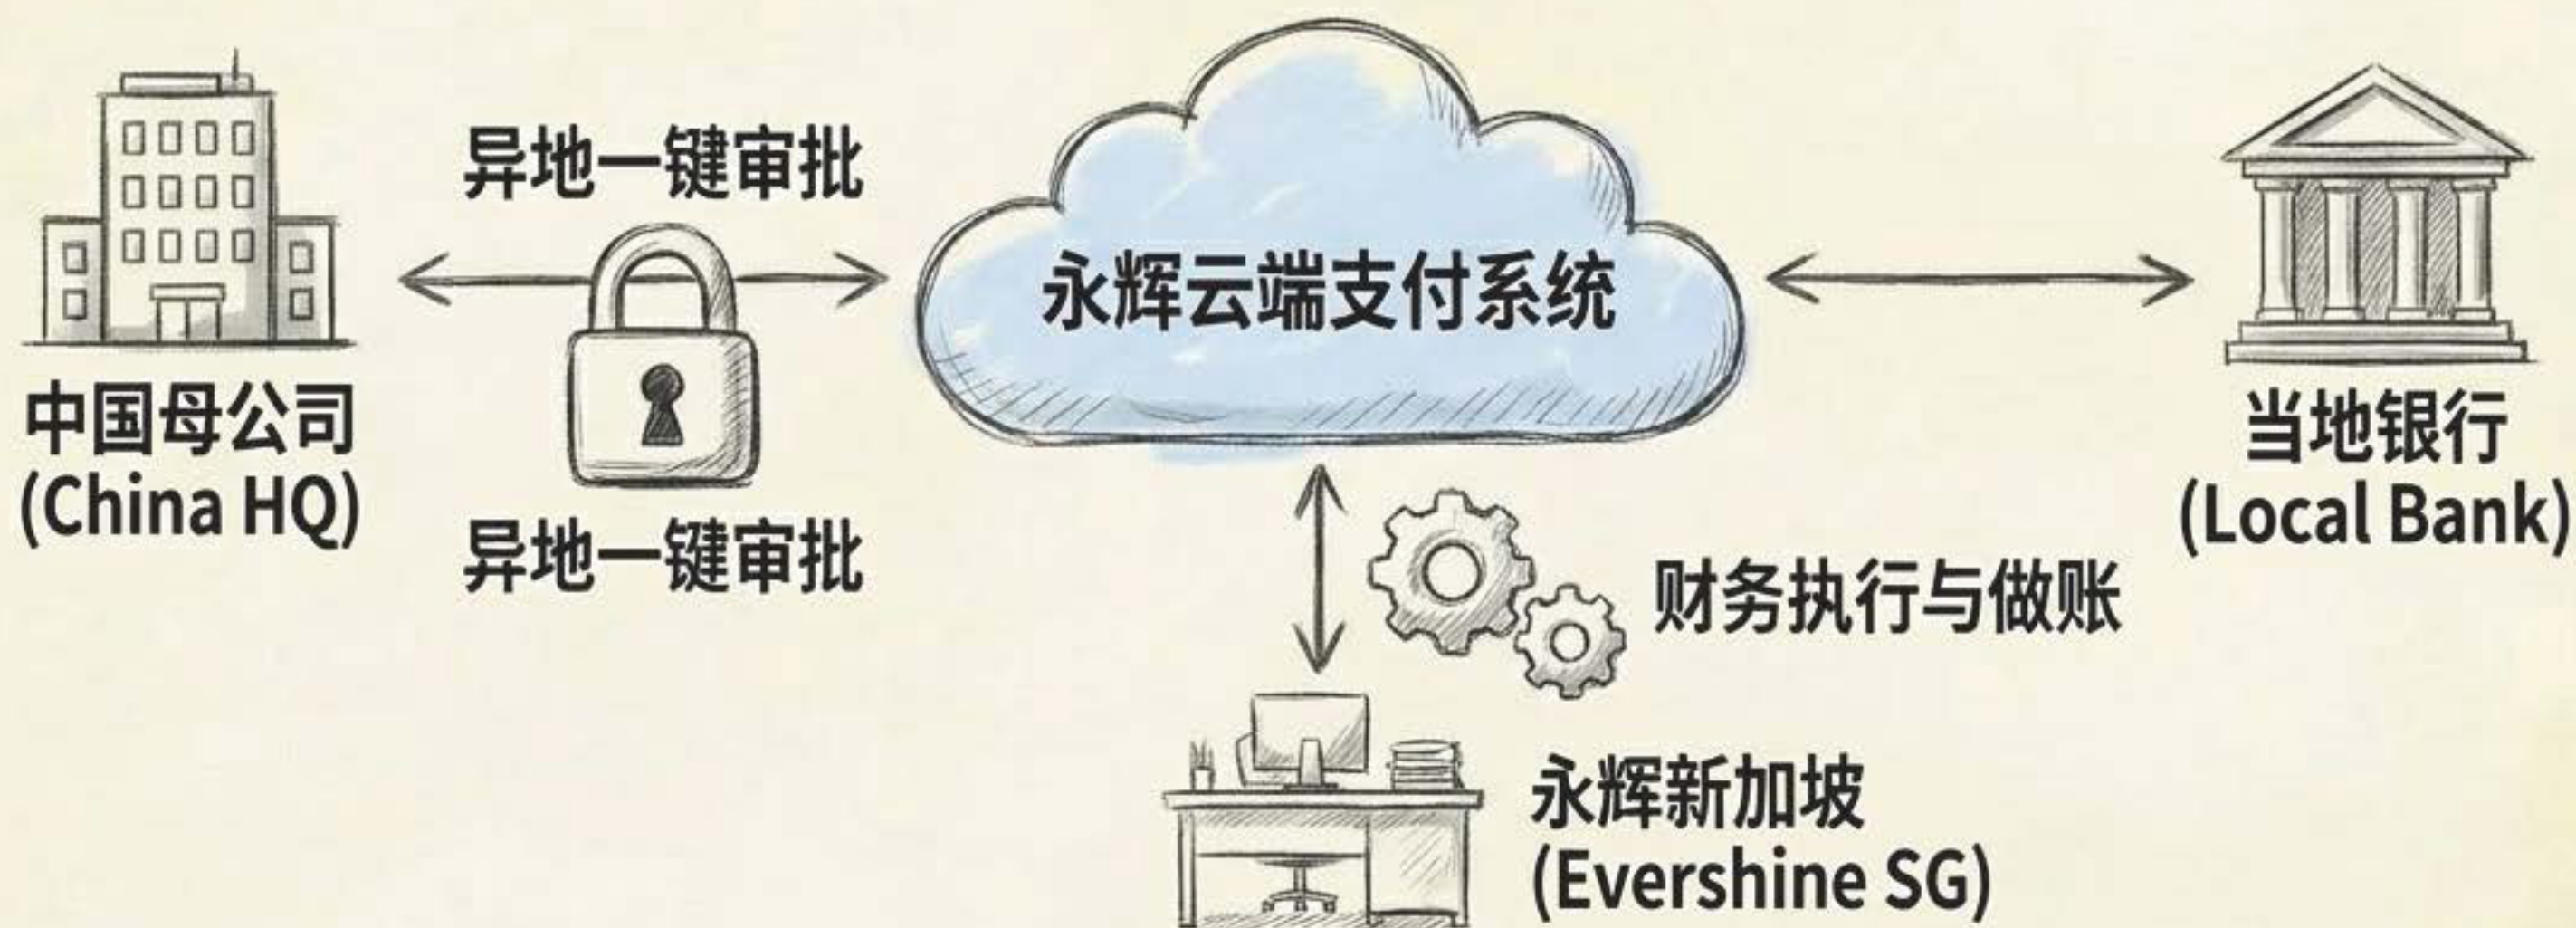 异地一键审批
永辉云端支付系统
中国母公司
(China HQ)
异地一键审批
当地银行
(Local Bank)
财务执行与做账
永辉新加坡
(Evershine SG)